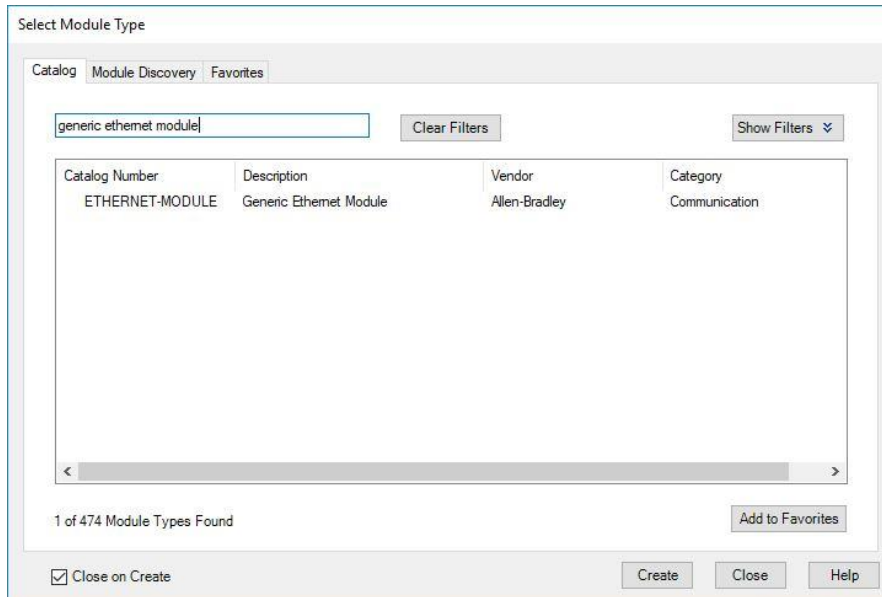 Select Module Type
Catalog Module Discovery Favorites
generic ethernet module Clear Filters Show Filters
Catalog Number Description Vendor Category
ETHERNET-MODULE Generic Ethernet Module Allen-Bradley Communication
1 of 474 Module Types Found Add to Favorites
Close on Create Create Close Help